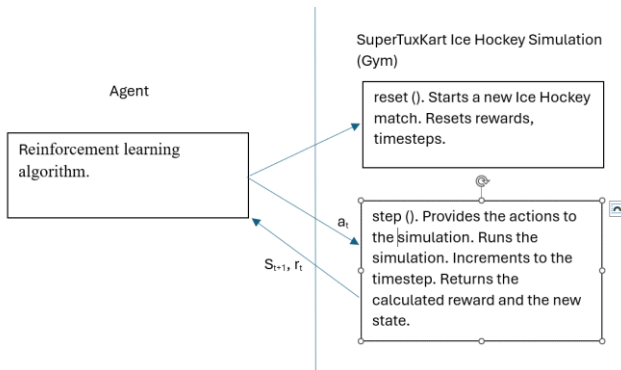 SuperTuxKart Ice Hockey Simulation
(Gym)
Agent
reset (). Starts a new Ice Hockey
match. Resets rewards,
timesteps.
Reinforcement learning
algorithm.
step (). Provides the actions to
the simulation. Runs the
simulation. Increments to the
timestep. Returns the
calculated reward and the new
state.
aₜ
Sₜ₊₁, rₜ